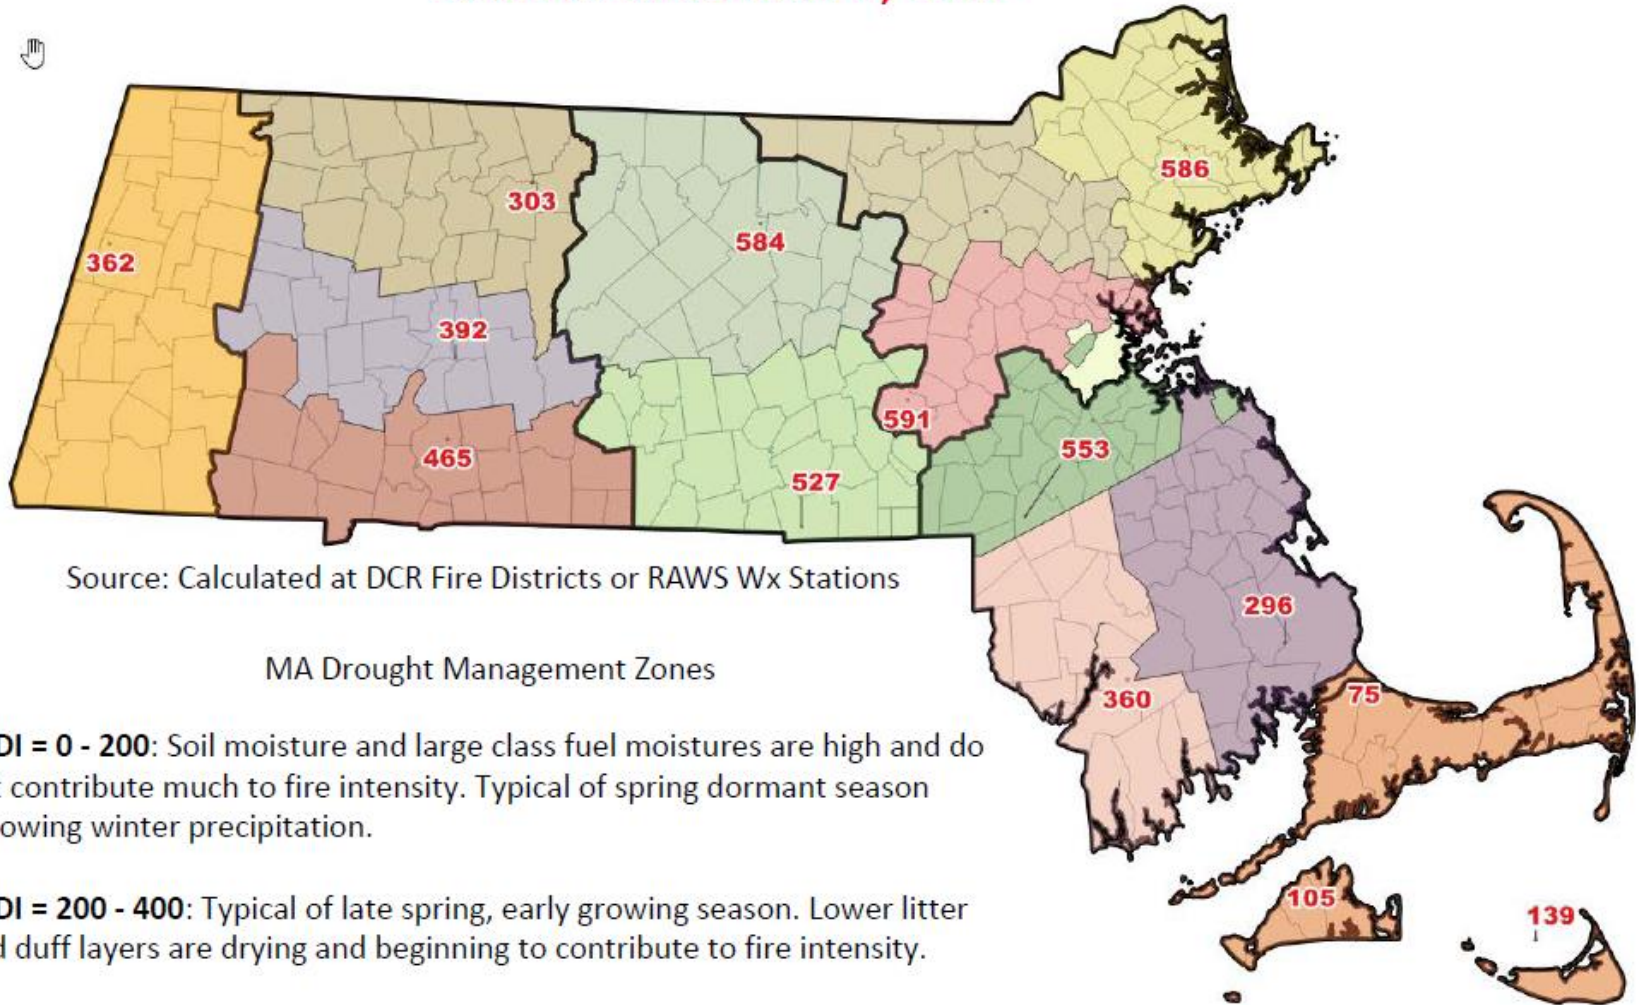 586
303
584
362
392
591
553
465
527
Source: Calculated at DCR Fire Districts or RAWS Wx Stations
296
MA Drought Management Zones
75
360
DI = 0 - 200: Soil moisture and large class fuel moistures are high and do
contribute much to fire intensity. Typical of spring dormant season
owing winter precipitation.
105
DI = 200 - 400: Typical of late spring, early growing season. Lower litter
139
d duff layers are drying and beginning to contribute to fire intensity.